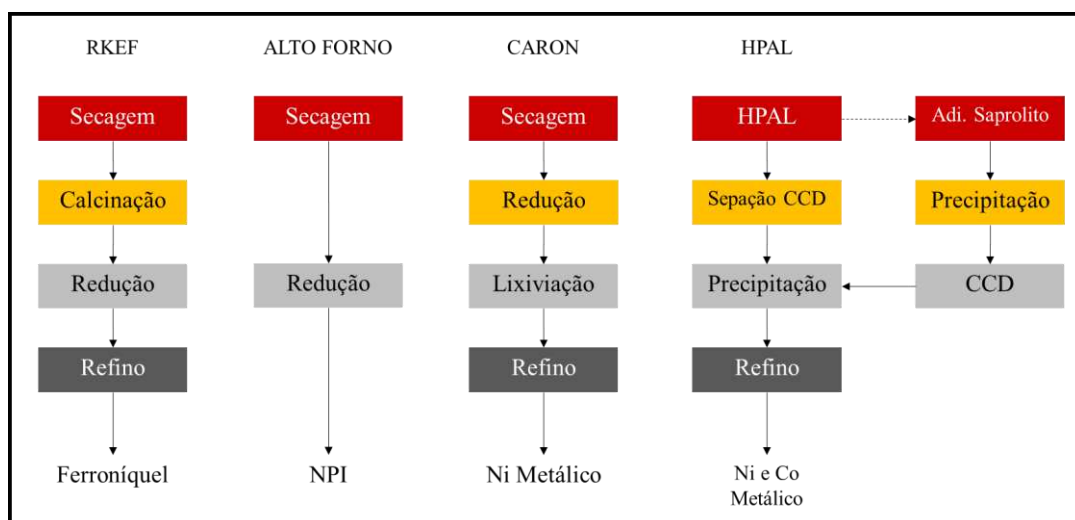 RKEF
ALTO FORNO
CARON
HPAL
Secagem
Secagem
Secagem
HPAL
Adi. Saprolito
Calcinação
Redução
Sepação CCD
Precipitação
Redução
Redução
Lixiviação
Precipitação
CCD
Refino
Refino
Refino
Ferroníquel
NPI
Ni Metálico
Ni e Co
Metálico